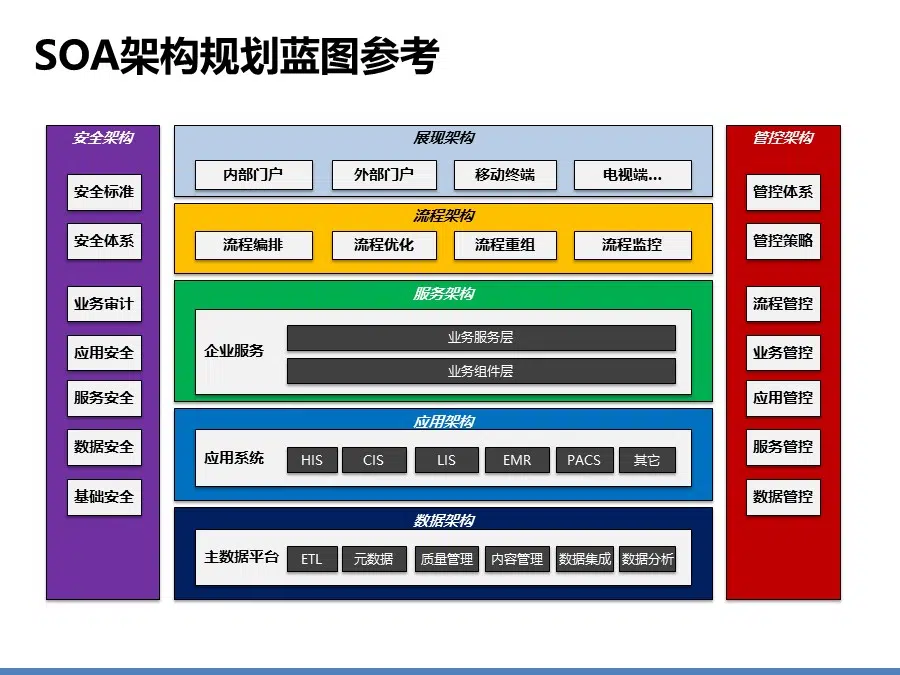 SOA架构规划蓝图参考
安全架构
安全标准
安全体系
业务审计
应用安全
服务安全
数据安全
基础安全
展现架构
内部门户 外部门户 移动终端 电视端...
流程架构
流程编排 流程优化 流程重组 流程监控
服务架构
企业服务
业务服务层
业务组件层
应用架构
应用系统 HIS CIS LIS EMR PACS 其它
数据架构
主数据平台 ETL 元数据 质量管理 内容管理 数据集成 数据分析
管控架构
管控体系
管控策略
流程管控
业务管控
应用管控
服务管控
数据管控